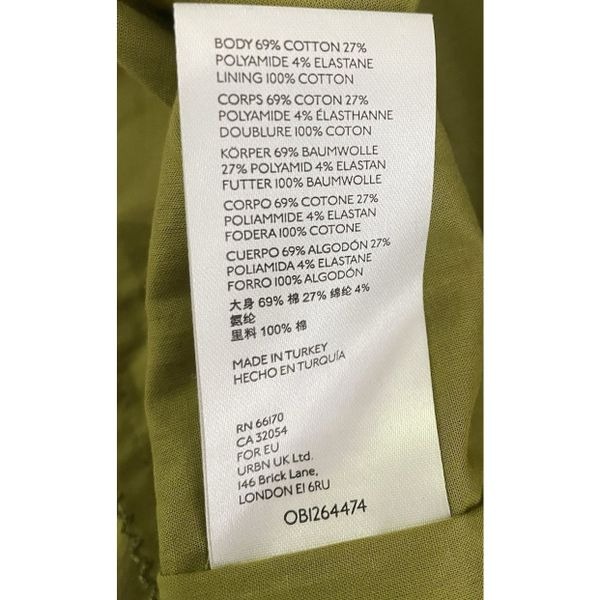 BODY 69% COTTON 27%
POLYAMIDE 4% ELASTANE
LINING 100% COTTON
CORPS 69% COTON 27%
POLYAMIDE 4% ÉLASTHANNE
DOUBLURE 100% COTON
KÖRPER 69% BAUMWOLLE
27% POLYAMID 4% ELASTAN
FUTTER 100% BAUMWOLLE
CORPO 69% COTONE 27%
POLIAMMIDE 4% ELASTAN
FODERA 100% COTONE
CUERPO 69% ALGODÓN 27%
POLIAMIDA 4% ELASTANE
FORRO 100% ALGODÓN
大身 69% 棉 27% 绵纶 4%
氨纶
里料 100% 棉
MADE IN TURKEY
HECHO EN TURQUÍA
RN 66170
CA 32054
FOR EU
URBN UK Ltd.
146 Brick Lane,
LONDON E1 6RU
OB1264474